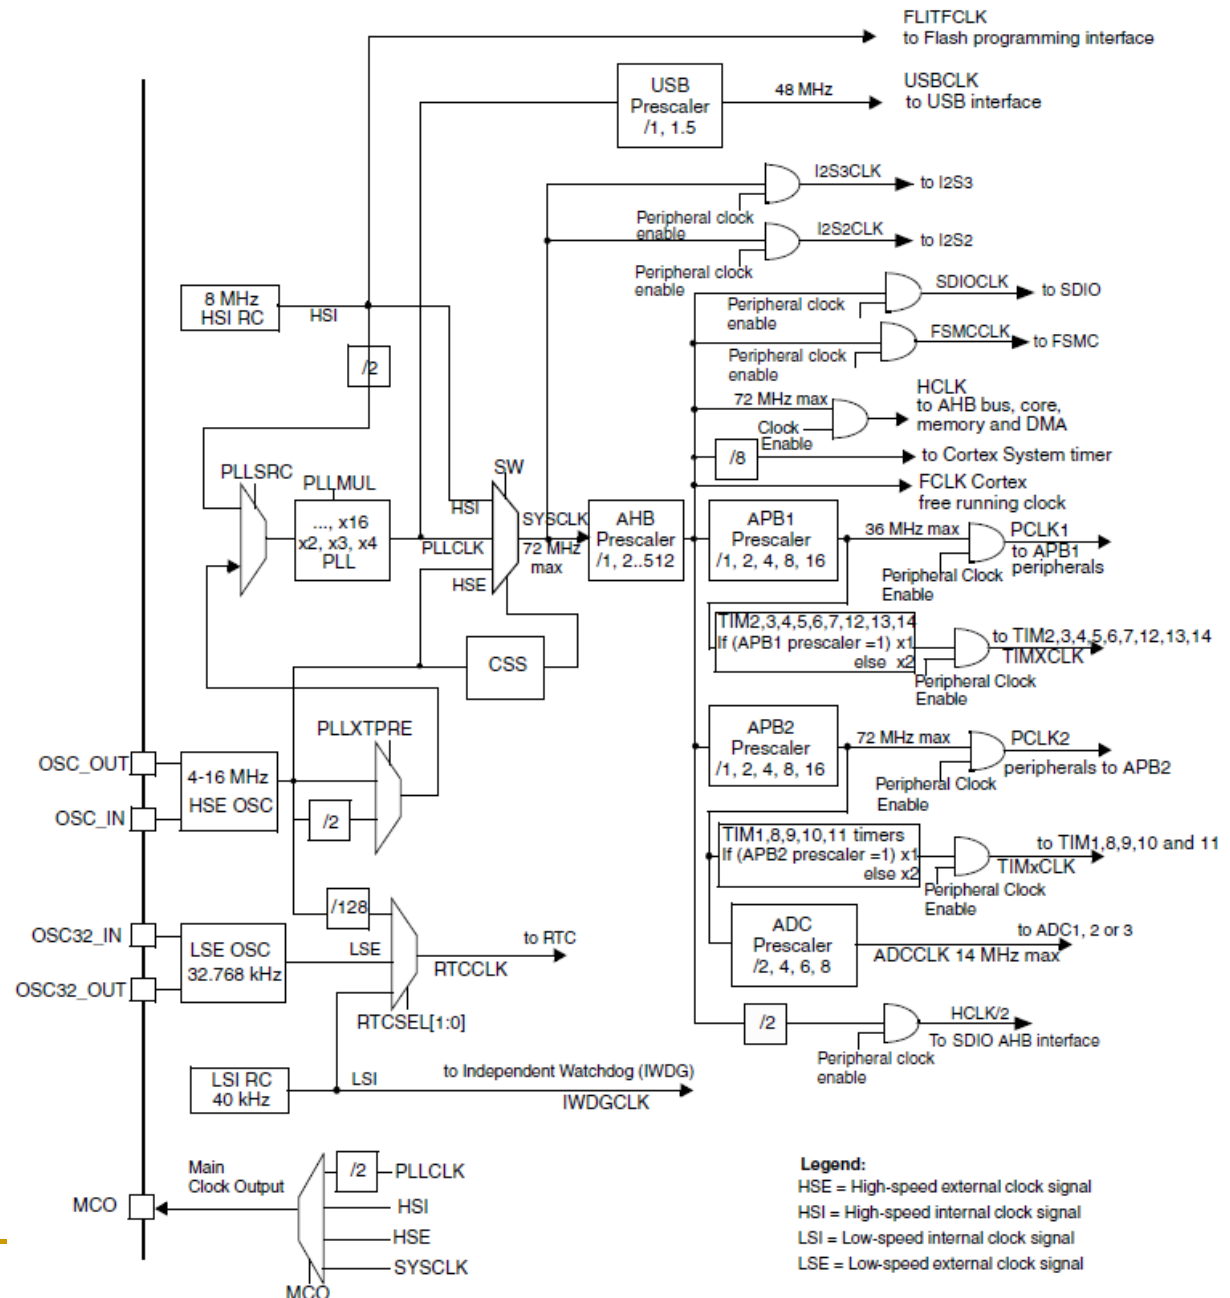 FLITFCLK
to Flash programming interface
USB
Prescaler
/1, 1.5
48 MHz
USBCLK
to USB interface
I2S3CLK
to I2S3
Peripheral clock
enable
I2S2CLK
to I2S2
Peripheral clock
enable
8 MHz
HSI RC
HSI
SDIOCLK
to SDIO
Peripheral clock
enable
FSMCCLK
to FSMC
Peripheral clock
enable
/2
HCLK
72 MHz max
to AHB bus, core,
memory and DMA
Clock
Enable
/8
to Cortex System timer
FCLK Cortex
free running clock
PLLSRC
PLLMUL
..., x16
x2, x3, x4
PLL
SW
HSI
PLLCLK
HSE
SYSCLK
72 MHz
max
AHB
Prescaler
/1, 2..512
APB1
Prescaler
/1, 2, 4, 8, 16
36 MHz max
PCLK1
to APB1
peripherals
Peripheral Clock
Enable
TIM2,3,4,5,6,7,12,13,14
If (APB1 prescaler =1) x1
else x2
to TIM2,3,4,5,6,7,12,13,14
TIMXCLK
Peripheral Clock
Enable
CSS
PLLXTPRE
OSC_OUT
OSC_IN
4-16 MHz
HSE OSC
/2
APB2
Prescaler
/1, 2, 4, 8, 16
72 MHz max
PCLK2
peripherals to APB2
Peripheral Clock
Enable
TIM1,8,9,10,11 timers
If (APB2 prescaler =1) x1
else x2
to TIM1,8,9,10 and 11
TIMxCLK
Peripheral Clock
Enable
/128
OSC32_IN
OSC32_OUT
LSE OSC
32.768 kHz
LSE
to RTC
RTCCLK
RTCSEL[1:0]
ADC
Prescaler
/2, 4, 6, 8
to ADC1, 2 or 3
ADCCLK 14 MHz max
/2
HCLK/2
To SDIO AHB interface
Peripheral clock
enable
LSI RC
40 kHz
LSI
to Independent Watchdog (IWDG)
IWDGCLK
Main
Clock Output
MCO
/2
PLLCLK
HSI
HSE
SYSCLK
MCO
Legend:
HSE = High-speed external clock signal
HSI = High-speed internal clock signal
LSI = Low-speed internal clock signal
LSE = Low-speed external clock signal